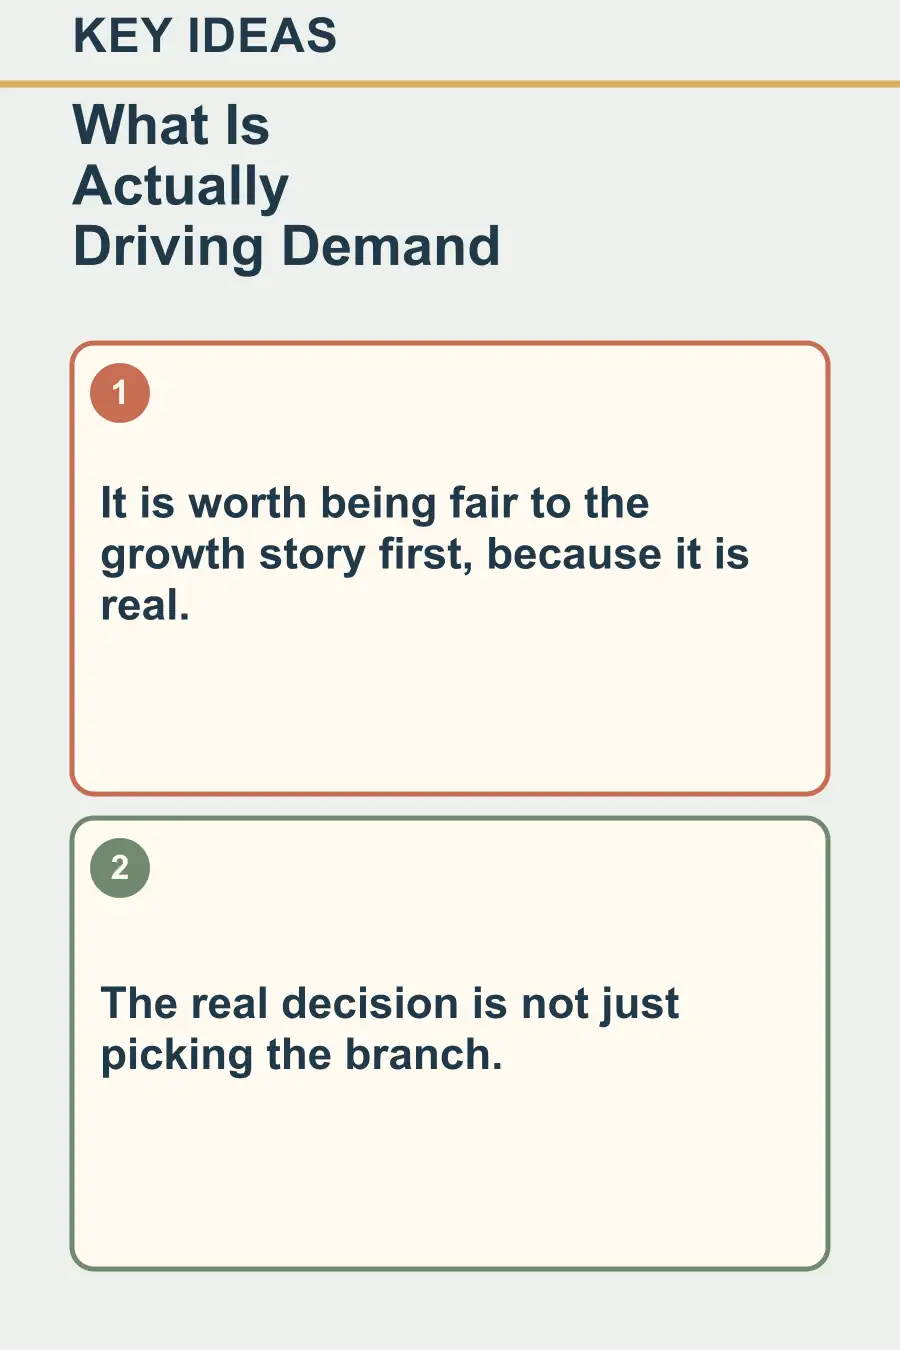 KEY IDEAS
What Is
Actually
Driving Demand
1
It is worth being fair to the
growth story first, because it is
real.
2
The real decision is not just
picking the branch.